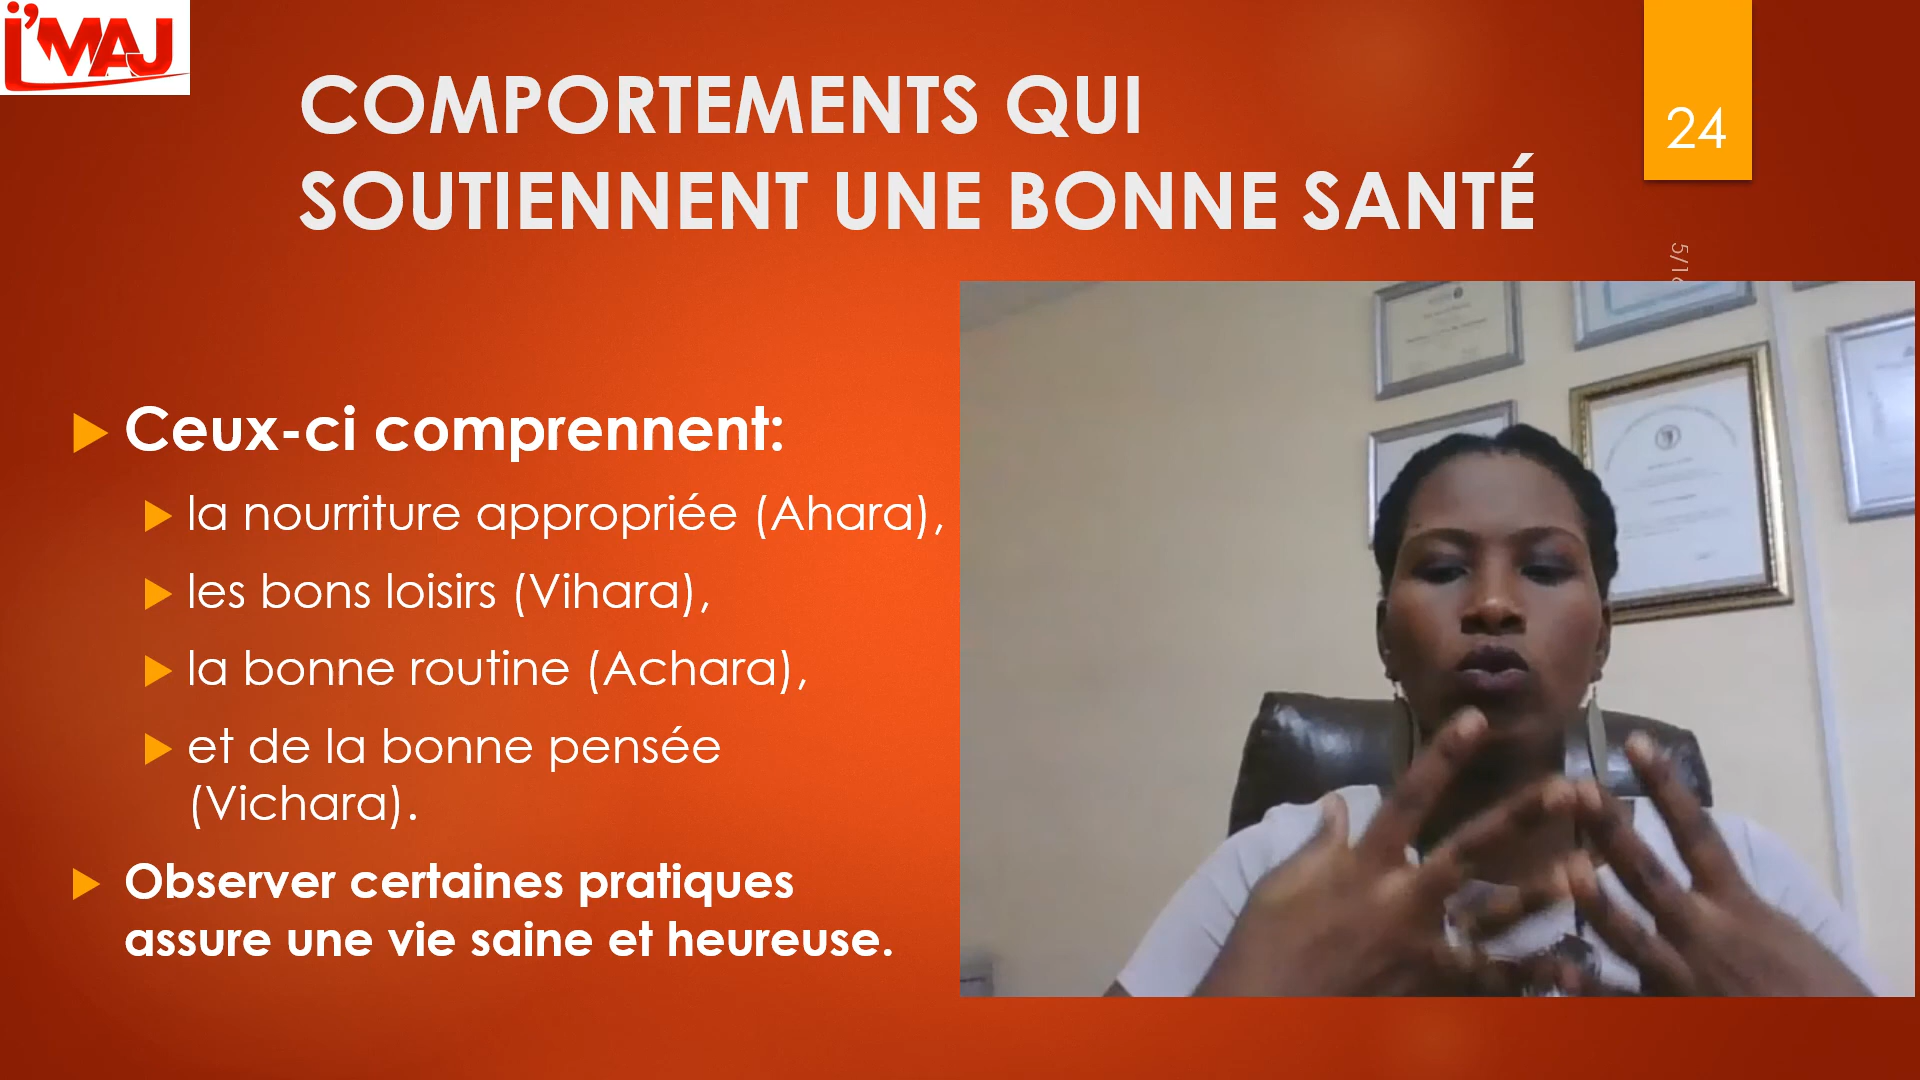 i'MAJ
COMPORTEMENTS QUI
SOUTIENNENT UNE BONNE SANTÉ
24
Ceux-ci comprennent:
la nourriture appropriée (Ahara),
les bons loisirs (Vihara),
la bonne routine (Achara),
et de la bonne pensée
(Vichara).
Observer certaines pratiques
assure une vie saine et heureuse.